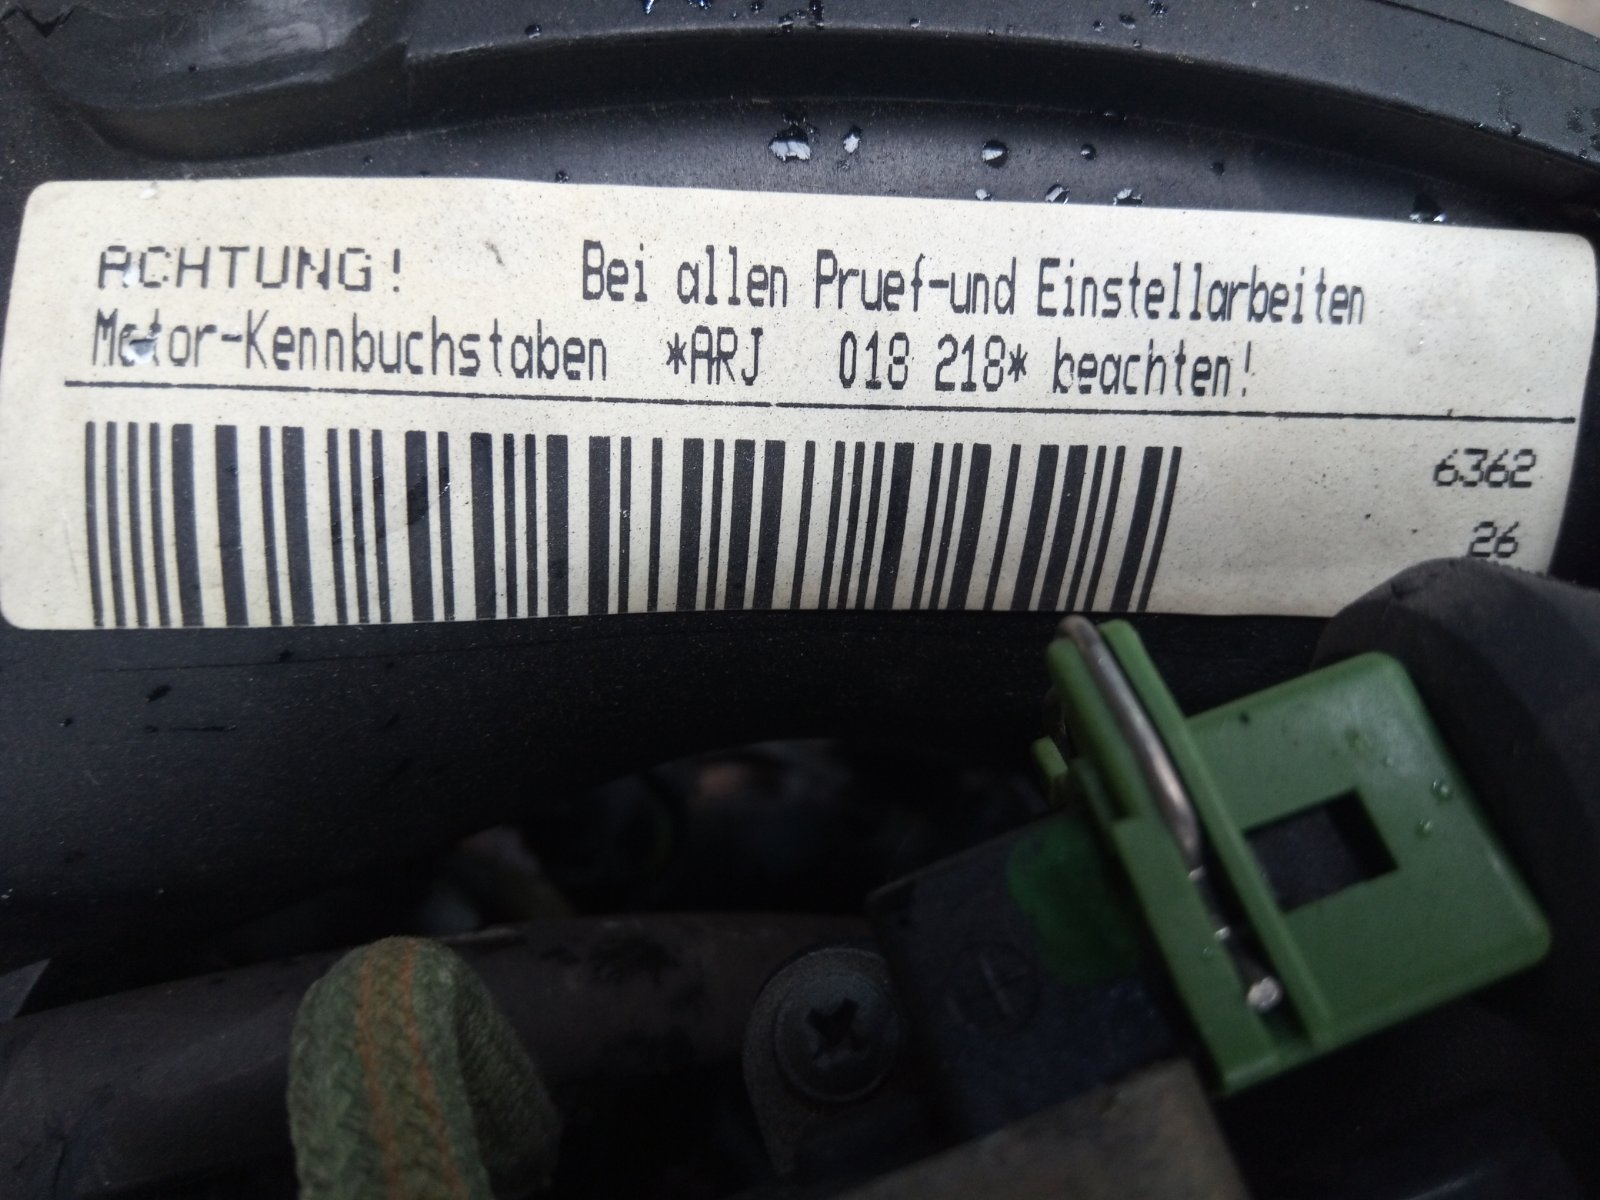 ACHTUNG! Bei allen Pruef-und Einstellarbeiten
Motor-Kennbuchstaben *ARJ 018 218* beachten!
6362
26